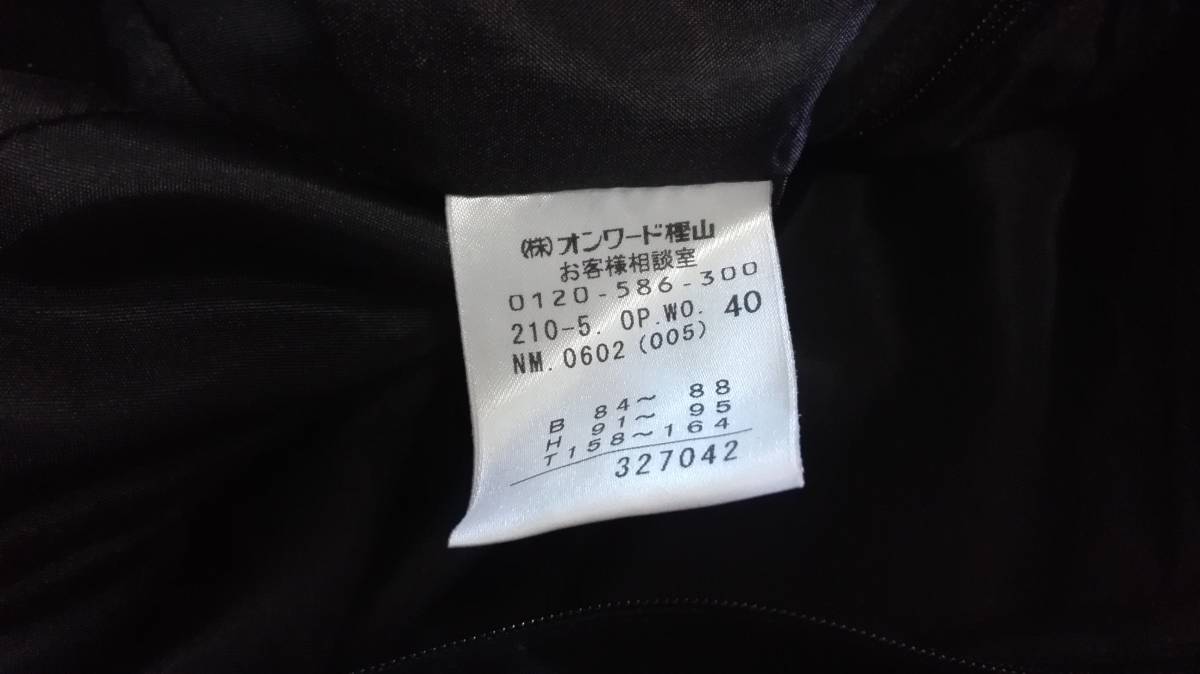 (株)オンワード樫山
お客様相談室
0120-586-300
210-5. OP.WO. 40
NM. 0602 (005)
B 84～ 88
H 91～ 95
T158～164
327042